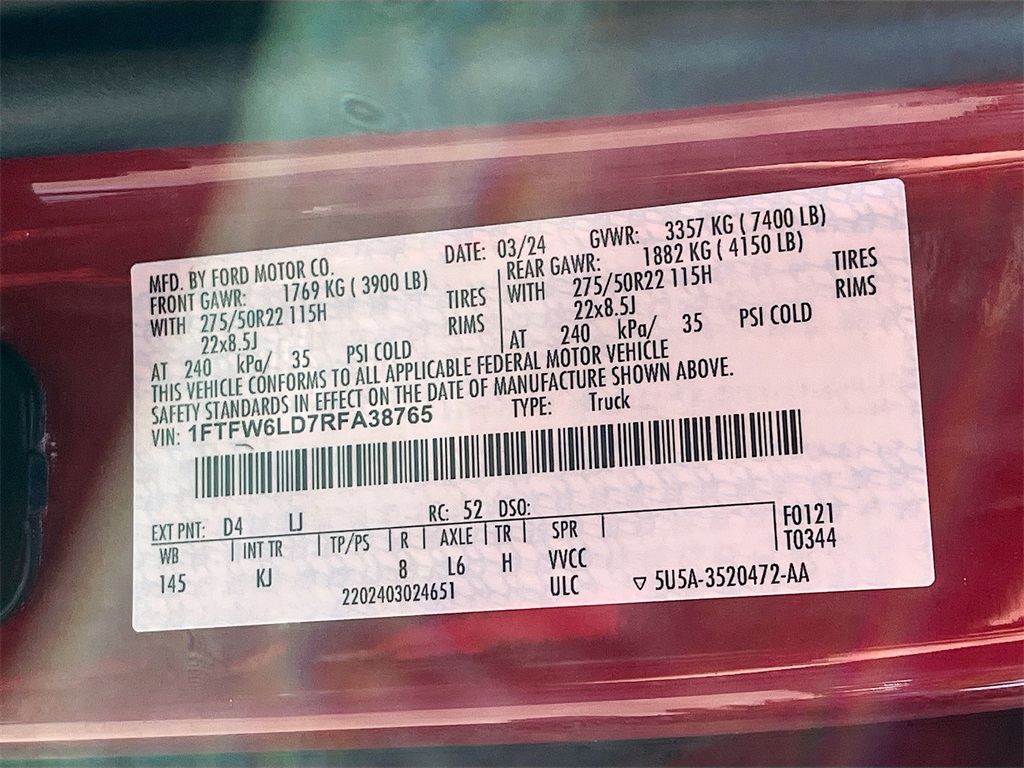 MFD. BY FORD MOTOR CO. DATE: 03/24 GVWR: 3357 KG ( 7400 LB)
FRONT GAWR: 1769 KG ( 3900 LB) REAR GAWR: 1882 KG ( 4150 LB)
WITH 275/50R22 115H TIRES WITH 275/50R22 115H TIRES
22x8.5J RIMS 22x8.5J RIMS
AT 240 kPa/ 35 PSI COLD AT 240 kPa/ 35 PSI COLD
THIS VEHICLE CONFORMS TO ALL APPLICABLE FEDERAL MOTOR VEHICLE
SAFETY STANDARDS IN EFFECT ON THE DATE OF MANUFACTURE SHOWN ABOVE.
VIN: 1FTFW6LD7RFA38765 TYPE: Truck
EXT PNT: D4 LJ RC: 52 DSO:
WB INT TR TP/PS R AXLE TR SPR F0121
T0344
145 KJ 8 L6 H VVCC
2202403024651 ULC ▽ 5U5A-3520472-AA